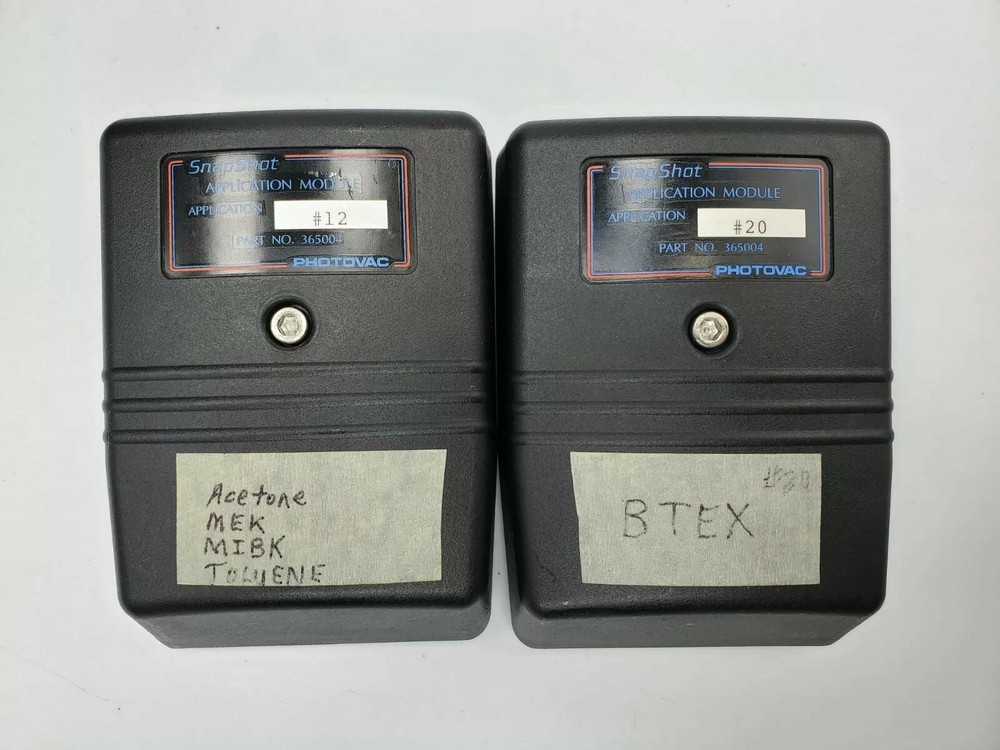 SnapShot
APPLICATION MODULE
APPLICATION #12
PART NO. 365004
PHOTOVAC
Acetone
MEK
MIBK
TOLUENE
SnapShot
APPLICATION MODULE
APPLICATION #20
PART NO. 365004
PHOTOVAC
#20
BTEX